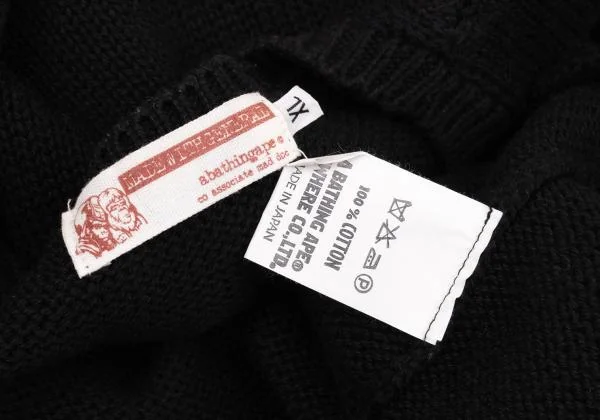 MADE WITH GENERAL
abathingape®
co associate mad doc
XL
A BATHING APE®
NOWHERE CO.,LTD.
MADE IN JAPAN
100% COTTON
P